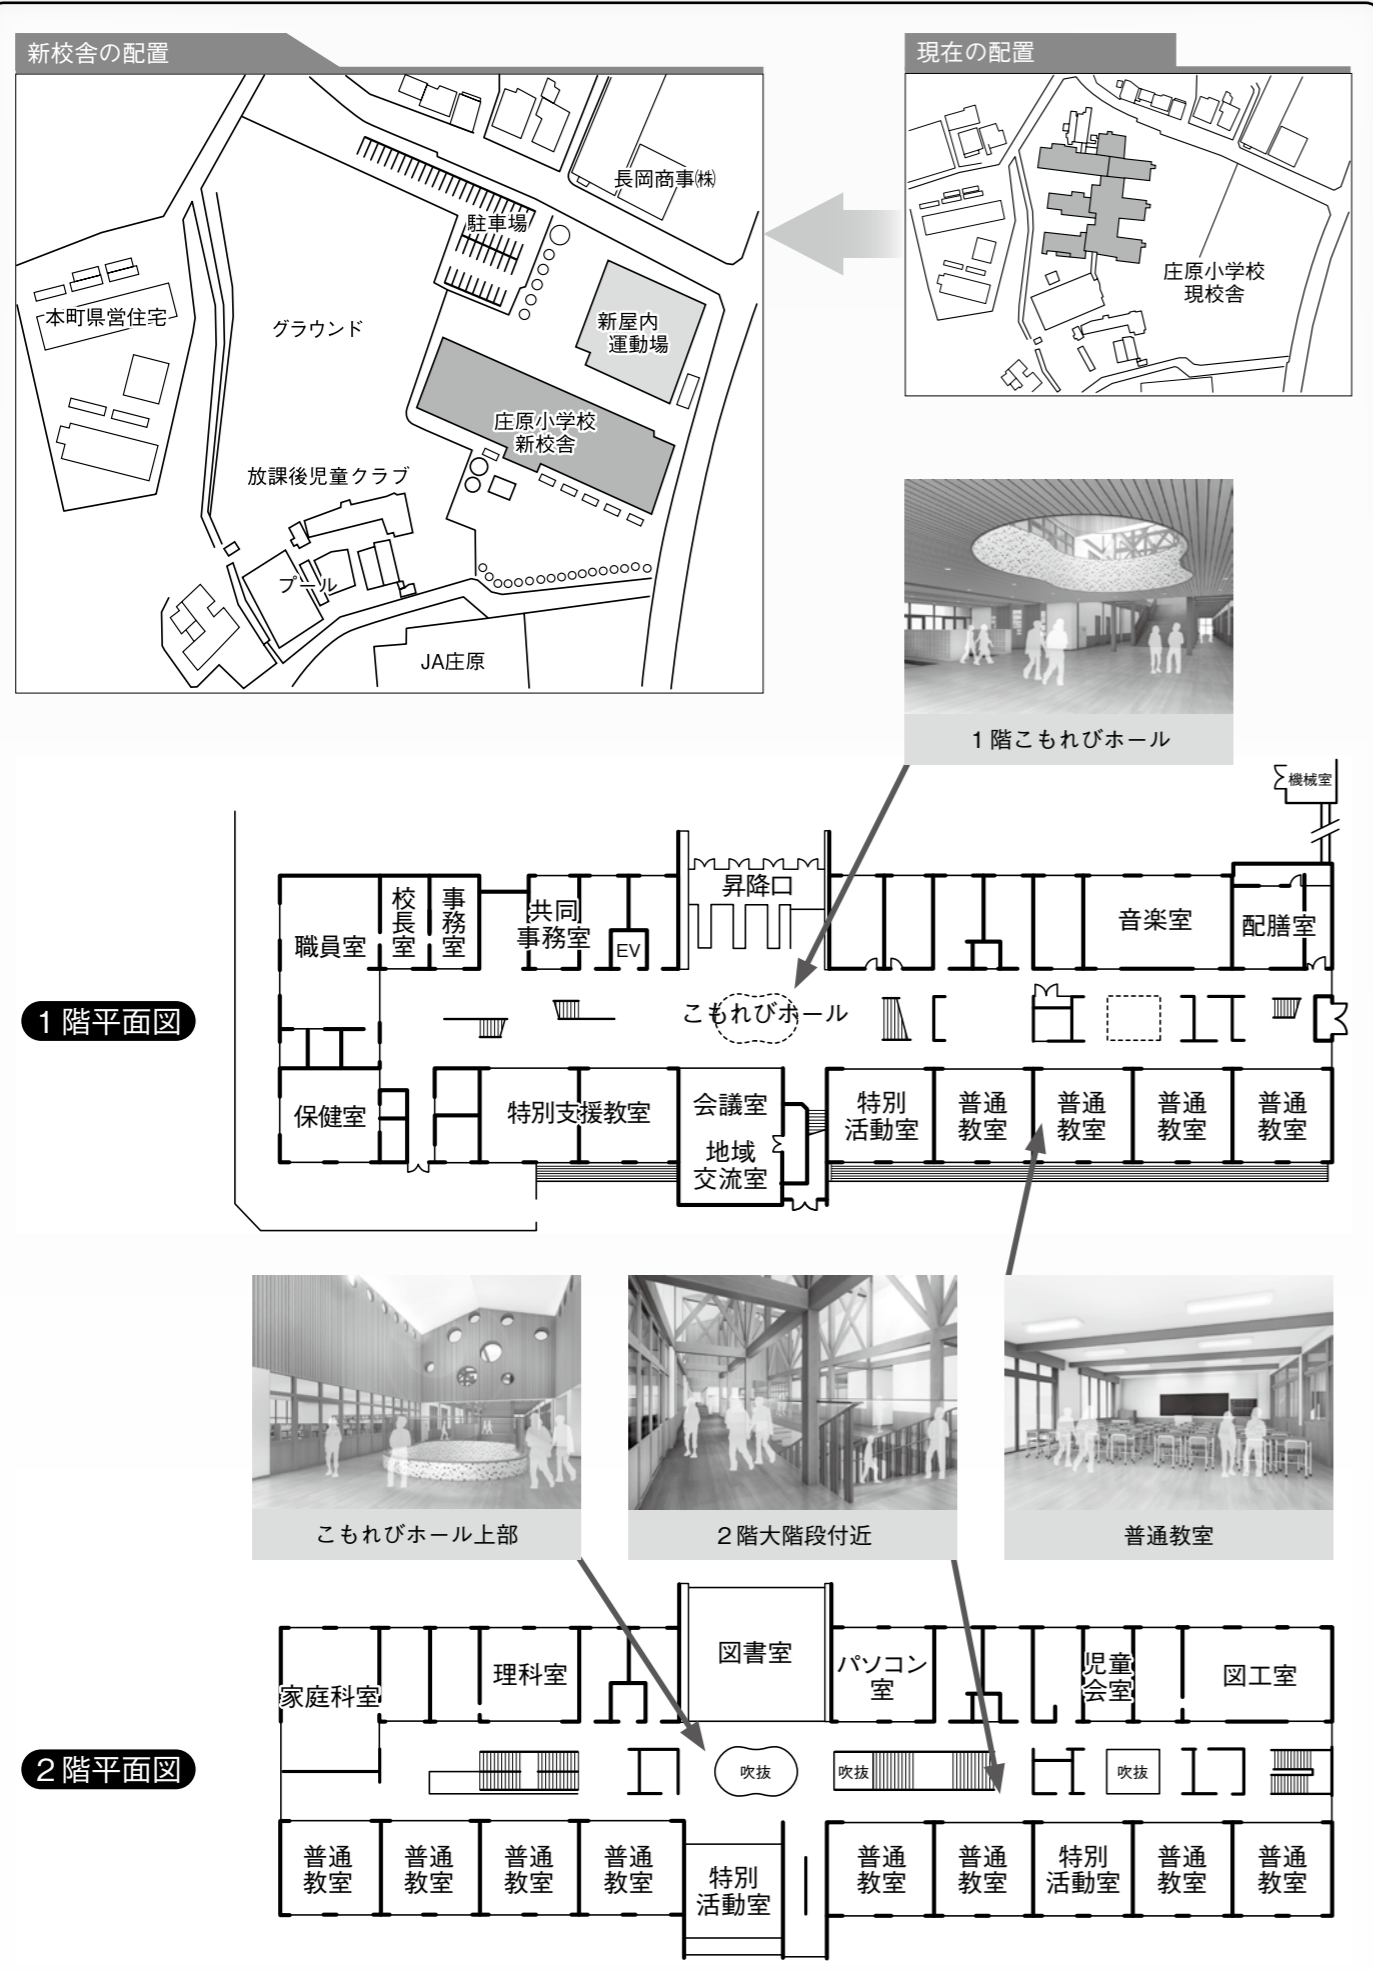 新校舎の配置
現在の配置
長岡商事㈱
駐車場
本町県営住宅
グラウンド
新屋内
運動場
庄原小学校
新校舎
放課後児童クラブ
プール
JA庄原
庄原小学校
現校舎
1階こもれびホール
機械室
1階平面図
職員室
校長室
事務室
共同
事務室
EV
昇降口
音楽室
配膳室
こもれびホール
保健室
特別支援教室
会議室
地域
交流室
特別
活動室
普通
教室
普通
教室
普通
教室
普通
教室
こもれびホール上部
2階大階段付近
普通教室
2階平面図
家庭科室
理科室
図書室
パソコン
室
児童
会室
図工室
吹抜
吹抜
吹抜
普通
教室
普通
教室
普通
教室
普通
教室
特別
活動室
普通
教室
普通
教室
特別
活動室
普通
教室
普通
教室